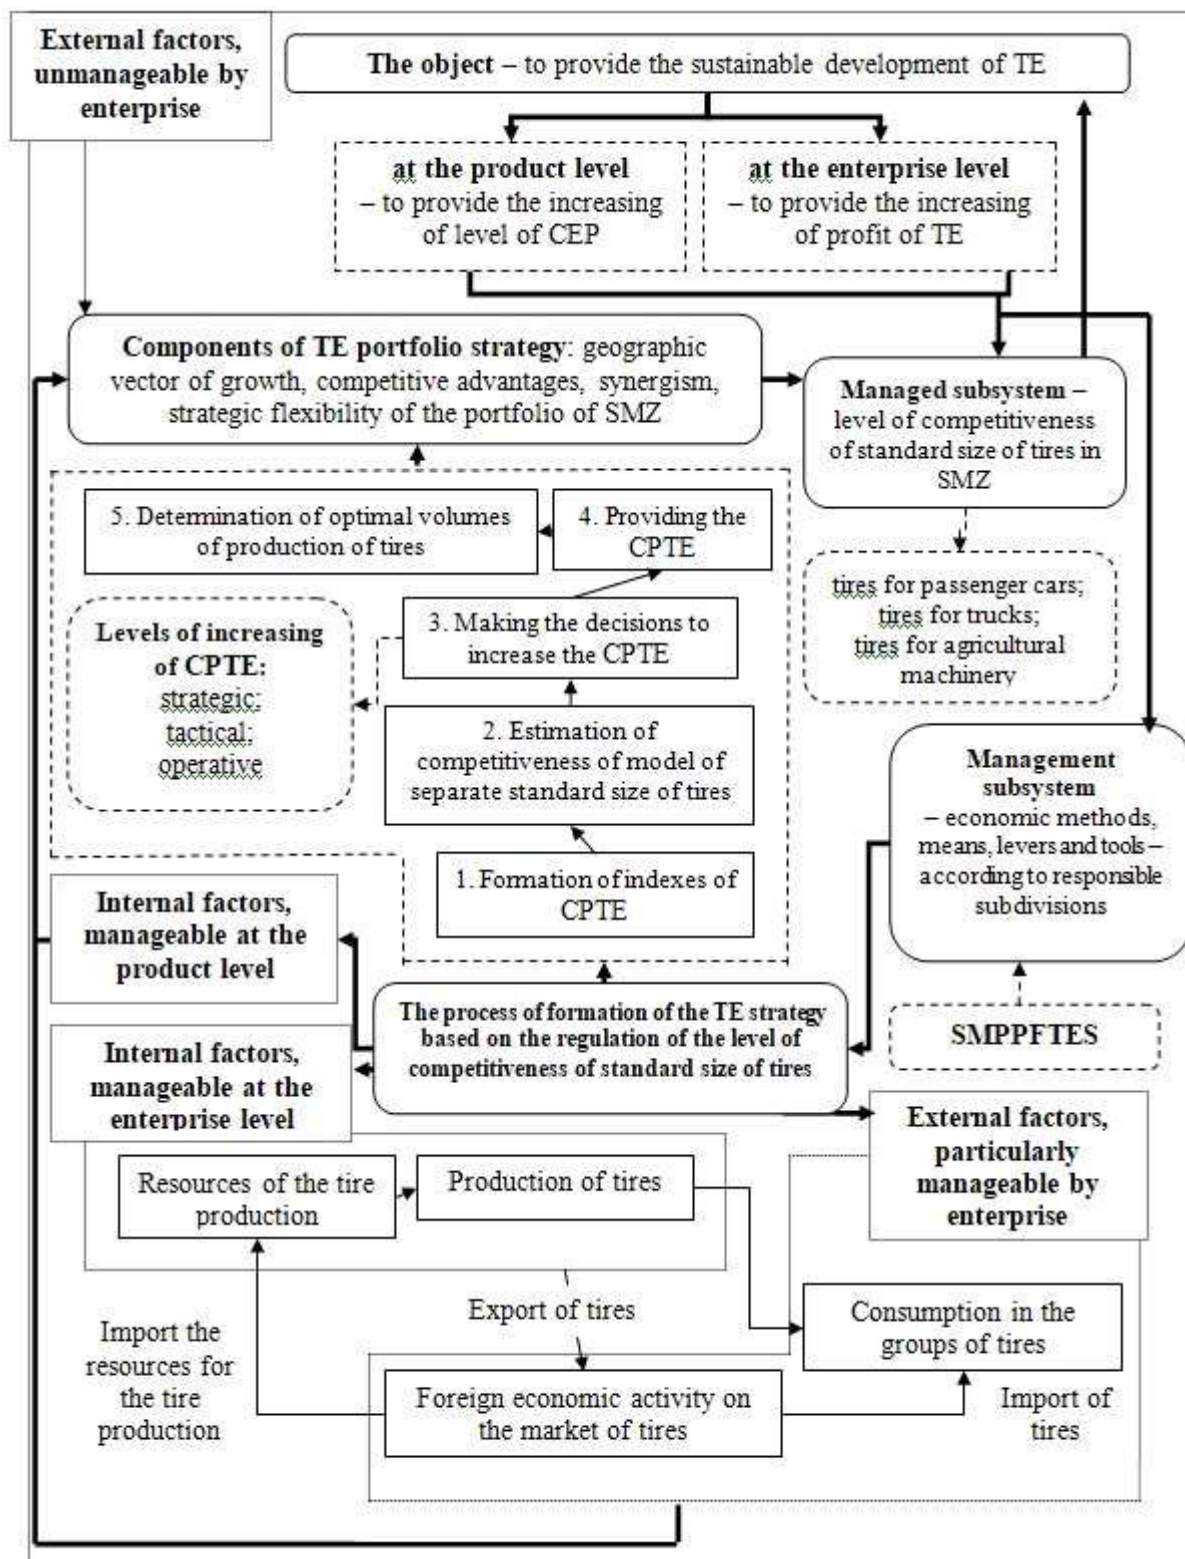 External factors,
unmanageable by
enterprise
The object – to provide the sustainable development of TE
at the product level
– to provide the increasing
of level of CEP
at the enterprise level
– to provide the increasing
of profit of TE
Components of TE portfolio strategy: geographic
vector of growth, competitive advantages, synergism,
strategic flexibility of the portfolio of SMZ
Managed subsystem –
level of competitiveness
of standard size of tires in
SMZ
5. Determination of optimal volumes
of production of tires
4. Providing the
CPTE
tires for passenger cars;
tires for trucks;
tires for agricultural
machinery
Levels of increasing
of CPTE:
strategic;
tactical;
operative
3. Making the decisions to
increase the CPTE
2. Estimation of
competitiveness of model of
separate standard size of tires
1. Formation of indexes of
CPTE
Management
subsystem
– economic methods,
means, levers and tools –
according to responsible
subdivisions
Internal factors,
manageable at the
product level
The process of formation of the TE strategy
based on the regulation of the level of
competitiveness of standard size of tires
SMPPFTES
Internal factors,
manageable at the
enterprise level
External factors,
particularly
manageable by
enterprise
Resources of the tire
production
Production of tires
Export of tires
Consumption in the
groups of tires
Import the
resources for
the tire
production
Foreign economic activity on
the market of tires
Import of
tires